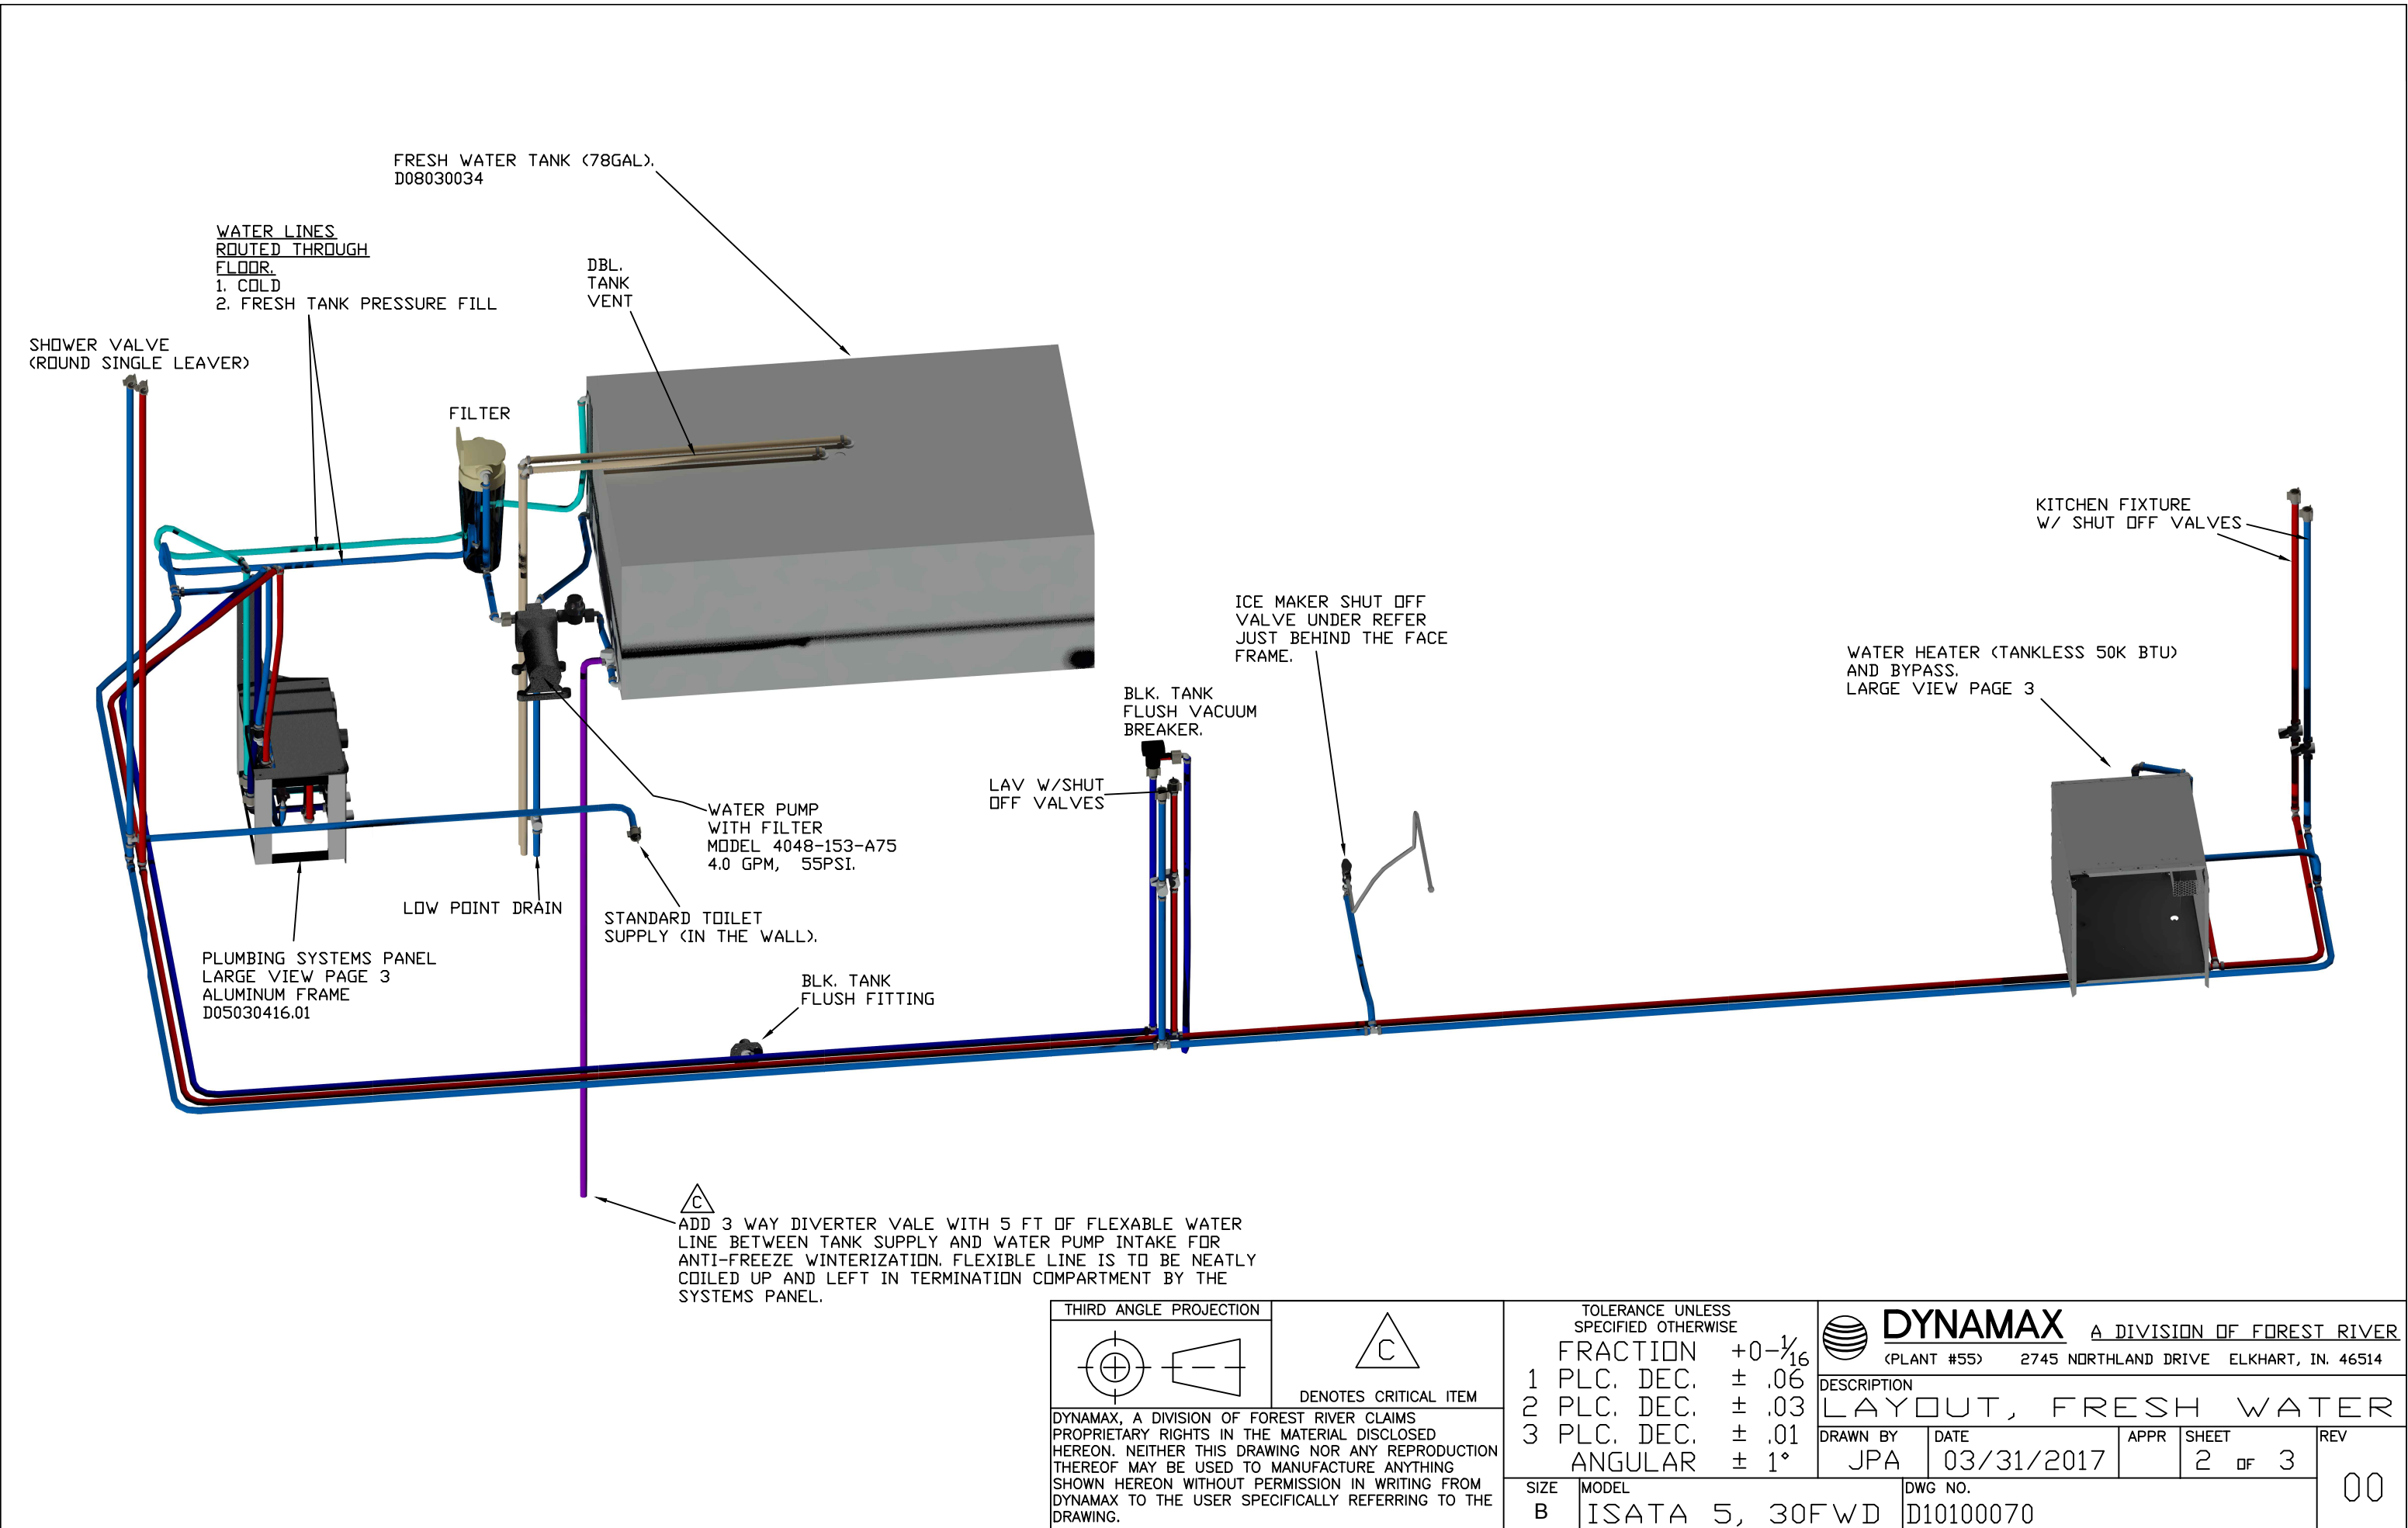 FRESH WATER TANK (78GAL).
D08030034
WATER LINES
ROUTED THROUGH
FLOOR.
1. COLD
2. FRESH TANK PRESSURE FILL
DBL.
TANK
VENT
SHOWER VALVE
(ROUND SINGLE LEAVER)
FILTER
KITCHEN FIXTURE
W/ SHUT OFF VALVES
ICE MAKER SHUT OFF
VALVE UNDER REFER
JUST BEHIND THE FACE
FRAME.
WATER HEATER (TANKLESS 50K BTU)
AND BYPASS.
LARGE VIEW PAGE 3
BLK. TANK
FLUSH VACUUM
BREAKER.
LAV W/SHUT
OFF VALVES
WATER PUMP
WITH FILTER
MODEL 4048-153-A75
4.0 GPM, 55PSI.
LOW POINT DRAIN
STANDARD TOILET
SUPPLY (IN THE WALL).
PLUMBING SYSTEMS PANEL
LARGE VIEW PAGE 3
ALUMINUM FRAME
D05030416.01
BLK. TANK
FLUSH FITTING
C
ADD 3 WAY DIVERTER VALE WITH 5 FT OF FLEXABLE WATER
LINE BETWEEN TANK SUPPLY AND WATER PUMP INTAKE FOR
ANTI-FREEZE WINTERIZATION. FLEXIBLE LINE IS TO BE NEATLY
COILED UP AND LEFT IN TERMINATION COMPARTMENT BY THE
SYSTEMS PANEL.
THIRD ANGLE PROJECTION
C
DENOTES CRITICAL ITEM
DYNAMAX, A DIVISION OF FOREST RIVER CLAIMS
PROPRIETARY RIGHTS IN THE MATERIAL DISCLOSED
HEREON. NEITHER THIS DRAWING NOR ANY REPRODUCTION
THEREOF MAY BE USED TO MANUFACTURE ANYTHING
SHOWN HEREON WITHOUT PERMISSION IN WRITING FROM
DYNAMAX TO THE USER SPECIFICALLY REFERRING TO THE
DRAWING.
TOLERANCE UNLESS
SPECIFIED OTHERWISE
FRACTION +0-1/16
1 PLC. DEC. ± .06
2 PLC. DEC. ± .03
3 PLC. DEC. ± .01
ANGULAR ± 1°
SIZE
B
MODEL
ISATA 5, 30FWD
DYNAMAX A DIVISION OF FOREST RIVER
(PLANT #55) 2745 NORTHLAND DRIVE ELKHART, IN. 46514
DESCRIPTION
LAYOUT, FRESH WATER
DRAWN BY
JPA
DATE
03/31/2017
APPR
SHEET
2 OF 3
REV
00
DWG NO.
D10100070